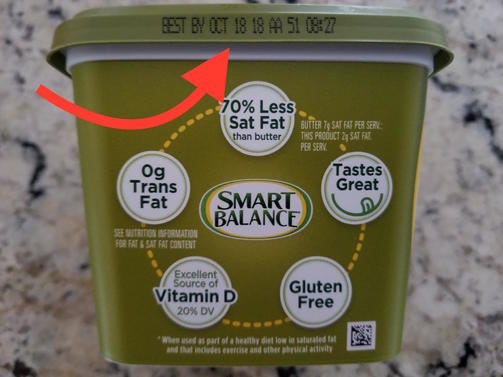 BEST BY OCT 18 18 AA 51 08:27
70% Less
Sat Fat
than butter
BUTTER 7g SAT FAT PER SERV.:
THIS PRODUCT 2g SAT FAT.
PER SERV.
0g
Trans
Fat
Tastes
Great
SMART
BALANCE
SEE NUTRITION INFORMATION
FOR FAT & SAT FAT CONTENT
Excellent
Source of
Vitamin D
20% DV
Gluten
Free
* When used as part of a healthy diet low in saturated fat
and that includes exercise and other physical activity